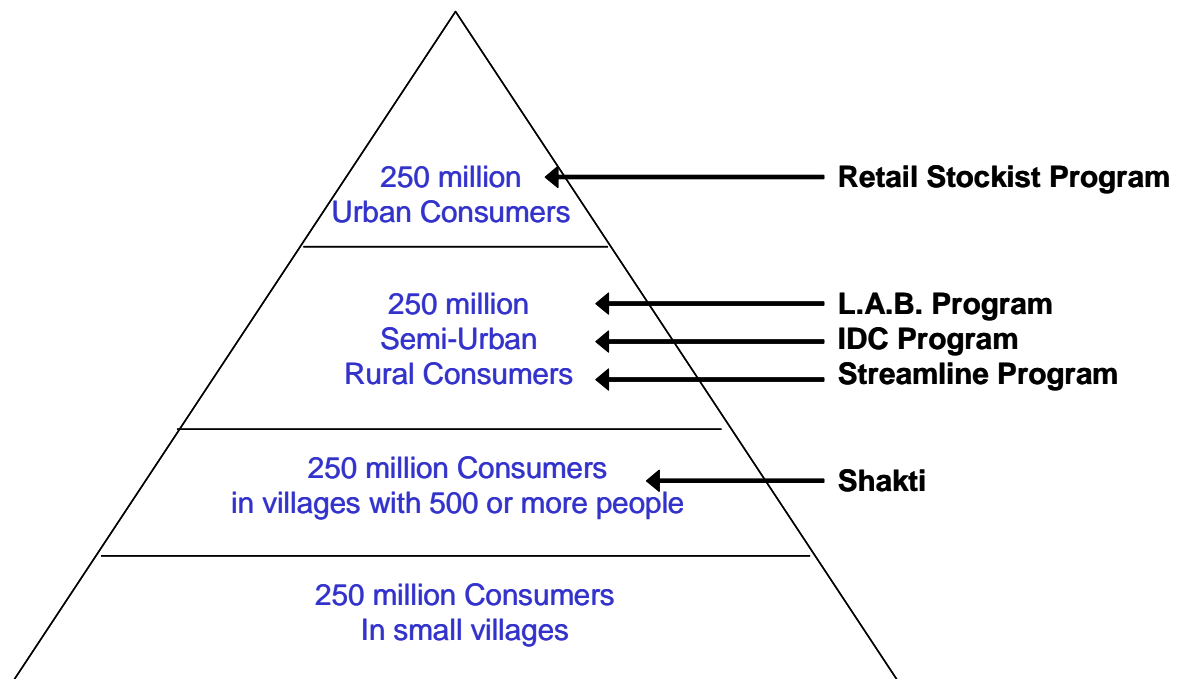 250 million
Urban Consumers
Retail Stockist Program
250 million
Semi-Urban
Rural Consumers
L.A.B. Program
IDC Program
Streamline Program
250 million Consumers
in villages with 500 or more people
Shakti
250 million Consumers
In small villages